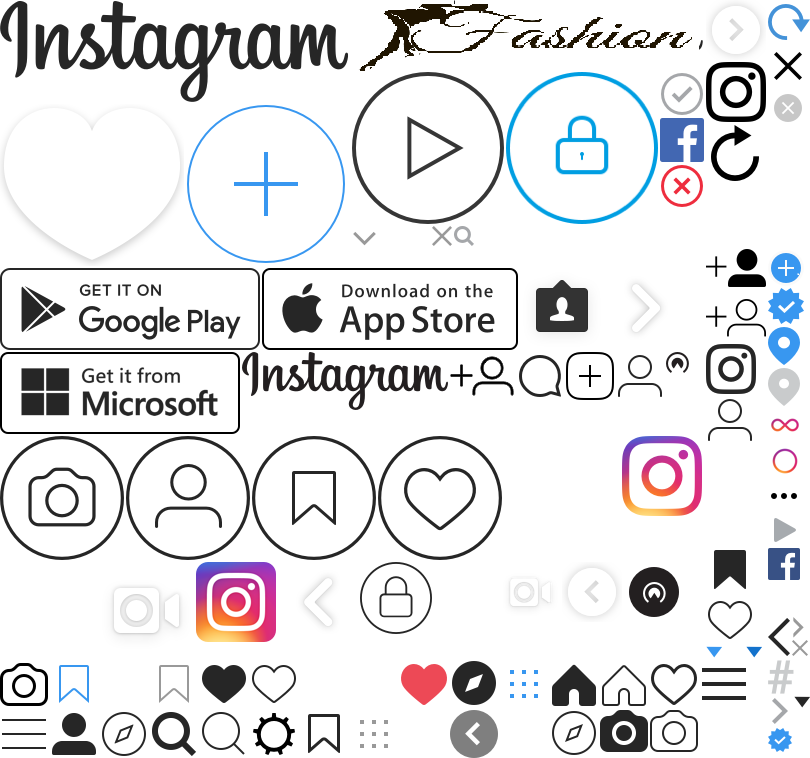 Instagram
Fashion
GET IT ON
Google Play
Download on the
App Store
Get it from
Microsoft
Instagram